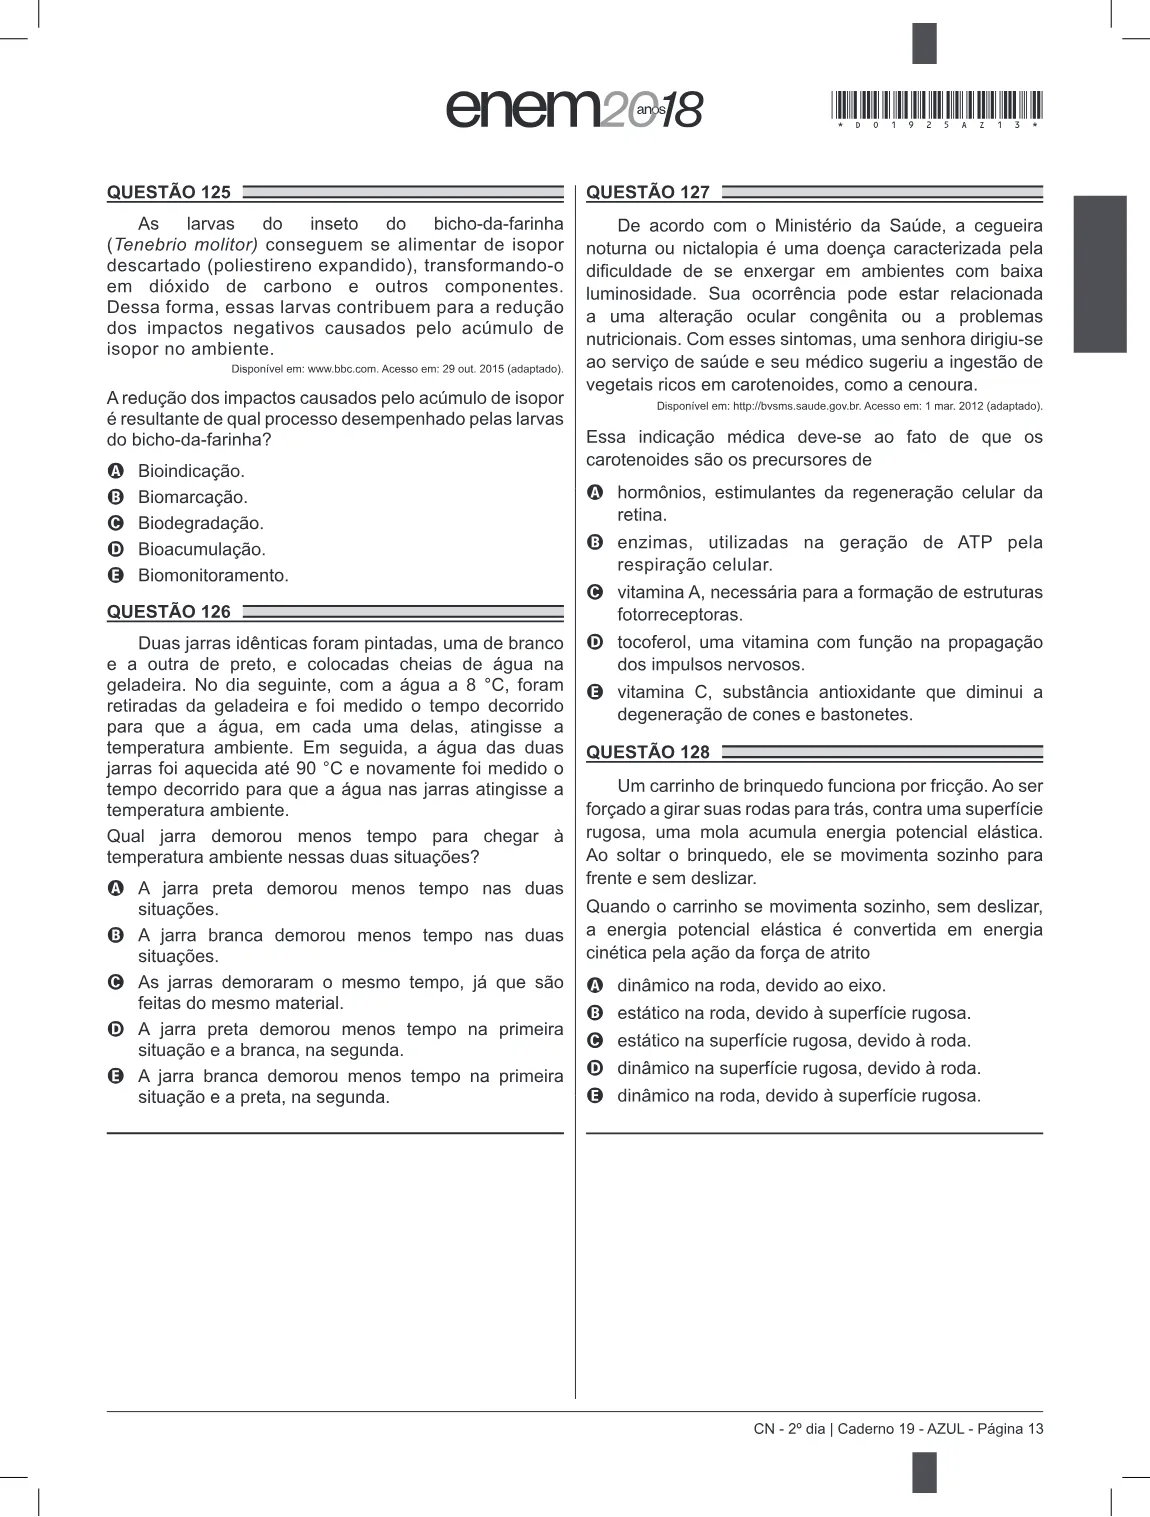 enem20anos18
*DO1925AZ13*
QUESTÃO 125
As larvas do inseto do bicho-da-farinha
(Tenebrio molitor) conseguem se alimentar de isopor
descartado (poliestireno expandido), transformando-o
em dióxido de carbono e outros componentes.
Dessa forma, essas larvas contribuem para a redução
dos impactos negativos causados pelo acúmulo de
isopor no ambiente.
Disponível em: www.bbc.com. Acesso em: 29 out. 2015 (adaptado).
A redução dos impactos causados pelo acúmulo de isopor
é resultante de qual processo desempenhado pelas larvas
do bicho-da-farinha?
A Bioindicação.
B Biomarcação.
C Biodegradação.
D Bioacumulação.
E Biomonitoramento.
QUESTÃO 126
Duas jarras idênticas foram pintadas, uma de branco
e a outra de preto, e colocadas cheias de água na
geladeira. No dia seguinte, com a água a 8 °C, foram
retiradas da geladeira e foi medido o tempo decorrido
para que a água, em cada uma delas, atingisse a
temperatura ambiente. Em seguida, a água das duas
jarras foi aquecida até 90 °C e novamente foi medido o
tempo decorrido para que a água nas jarras atingisse a
temperatura ambiente.
Qual jarra demorou menos tempo para chegar à
temperatura ambiente nessas duas situações?
A A jarra preta demorou menos tempo nas duas
situações.
B A jarra branca demorou menos tempo nas duas
situações.
C As jarras demoraram o mesmo tempo, já que são
feitas do mesmo material.
D A jarra preta demorou menos tempo na primeira
situação e a branca, na segunda.
E A jarra branca demorou menos tempo na primeira
situação e a preta, na segunda.
QUESTÃO 127
De acordo com o Ministério da Saúde, a cegueira
noturna ou nictalopia é uma doença caracterizada pela
dificuldade de se enxergar em ambientes com baixa
luminosidade. Sua ocorrência pode estar relacionada
a uma alteração ocular congênita ou a problemas
nutricionais. Com esses sintomas, uma senhora dirigiu-se
ao serviço de saúde e seu médico sugeriu a ingestão de
vegetais ricos em carotenoides, como a cenoura.
Disponível em: http://bvsms.saude.gov.br. Acesso em: 1 mar. 2012 (adaptado).
Essa indicação médica deve-se ao fato de que os
carotenoides são os precursores de
A hormônios, estimulantes da regeneração celular da
retina.
B enzimas, utilizadas na geração de ATP pela
respiração celular.
C vitamina A, necessária para a formação de estruturas
fotorreceptoras.
D tocoferol, uma vitamina com função na propagação
dos impulsos nervosos.
E vitamina C, substância antioxidante que diminui a
degeneração de cones e bastonetes.
QUESTÃO 128
Um carrinho de brinquedo funciona por fricção. Ao ser
forçado a girar suas rodas para trás, contra uma superfície
rugosa, uma mola acumula energia potencial elástica.
Ao soltar o brinquedo, ele se movimenta sozinho para
frente e sem deslizar.
Quando o carrinho se movimenta sozinho, sem deslizar,
a energia potencial elástica é convertida em energia
cinética pela ação da força de atrito
A dinâmico na roda, devido ao eixo.
B estático na roda, devido à superfície rugosa.
C estático na superfície rugosa, devido à roda.
D dinâmico na superfície rugosa, devido à roda.
E dinâmico na roda, devido à superfície rugosa.
CN - 2º dia | Caderno 19 - AZUL - Página 13